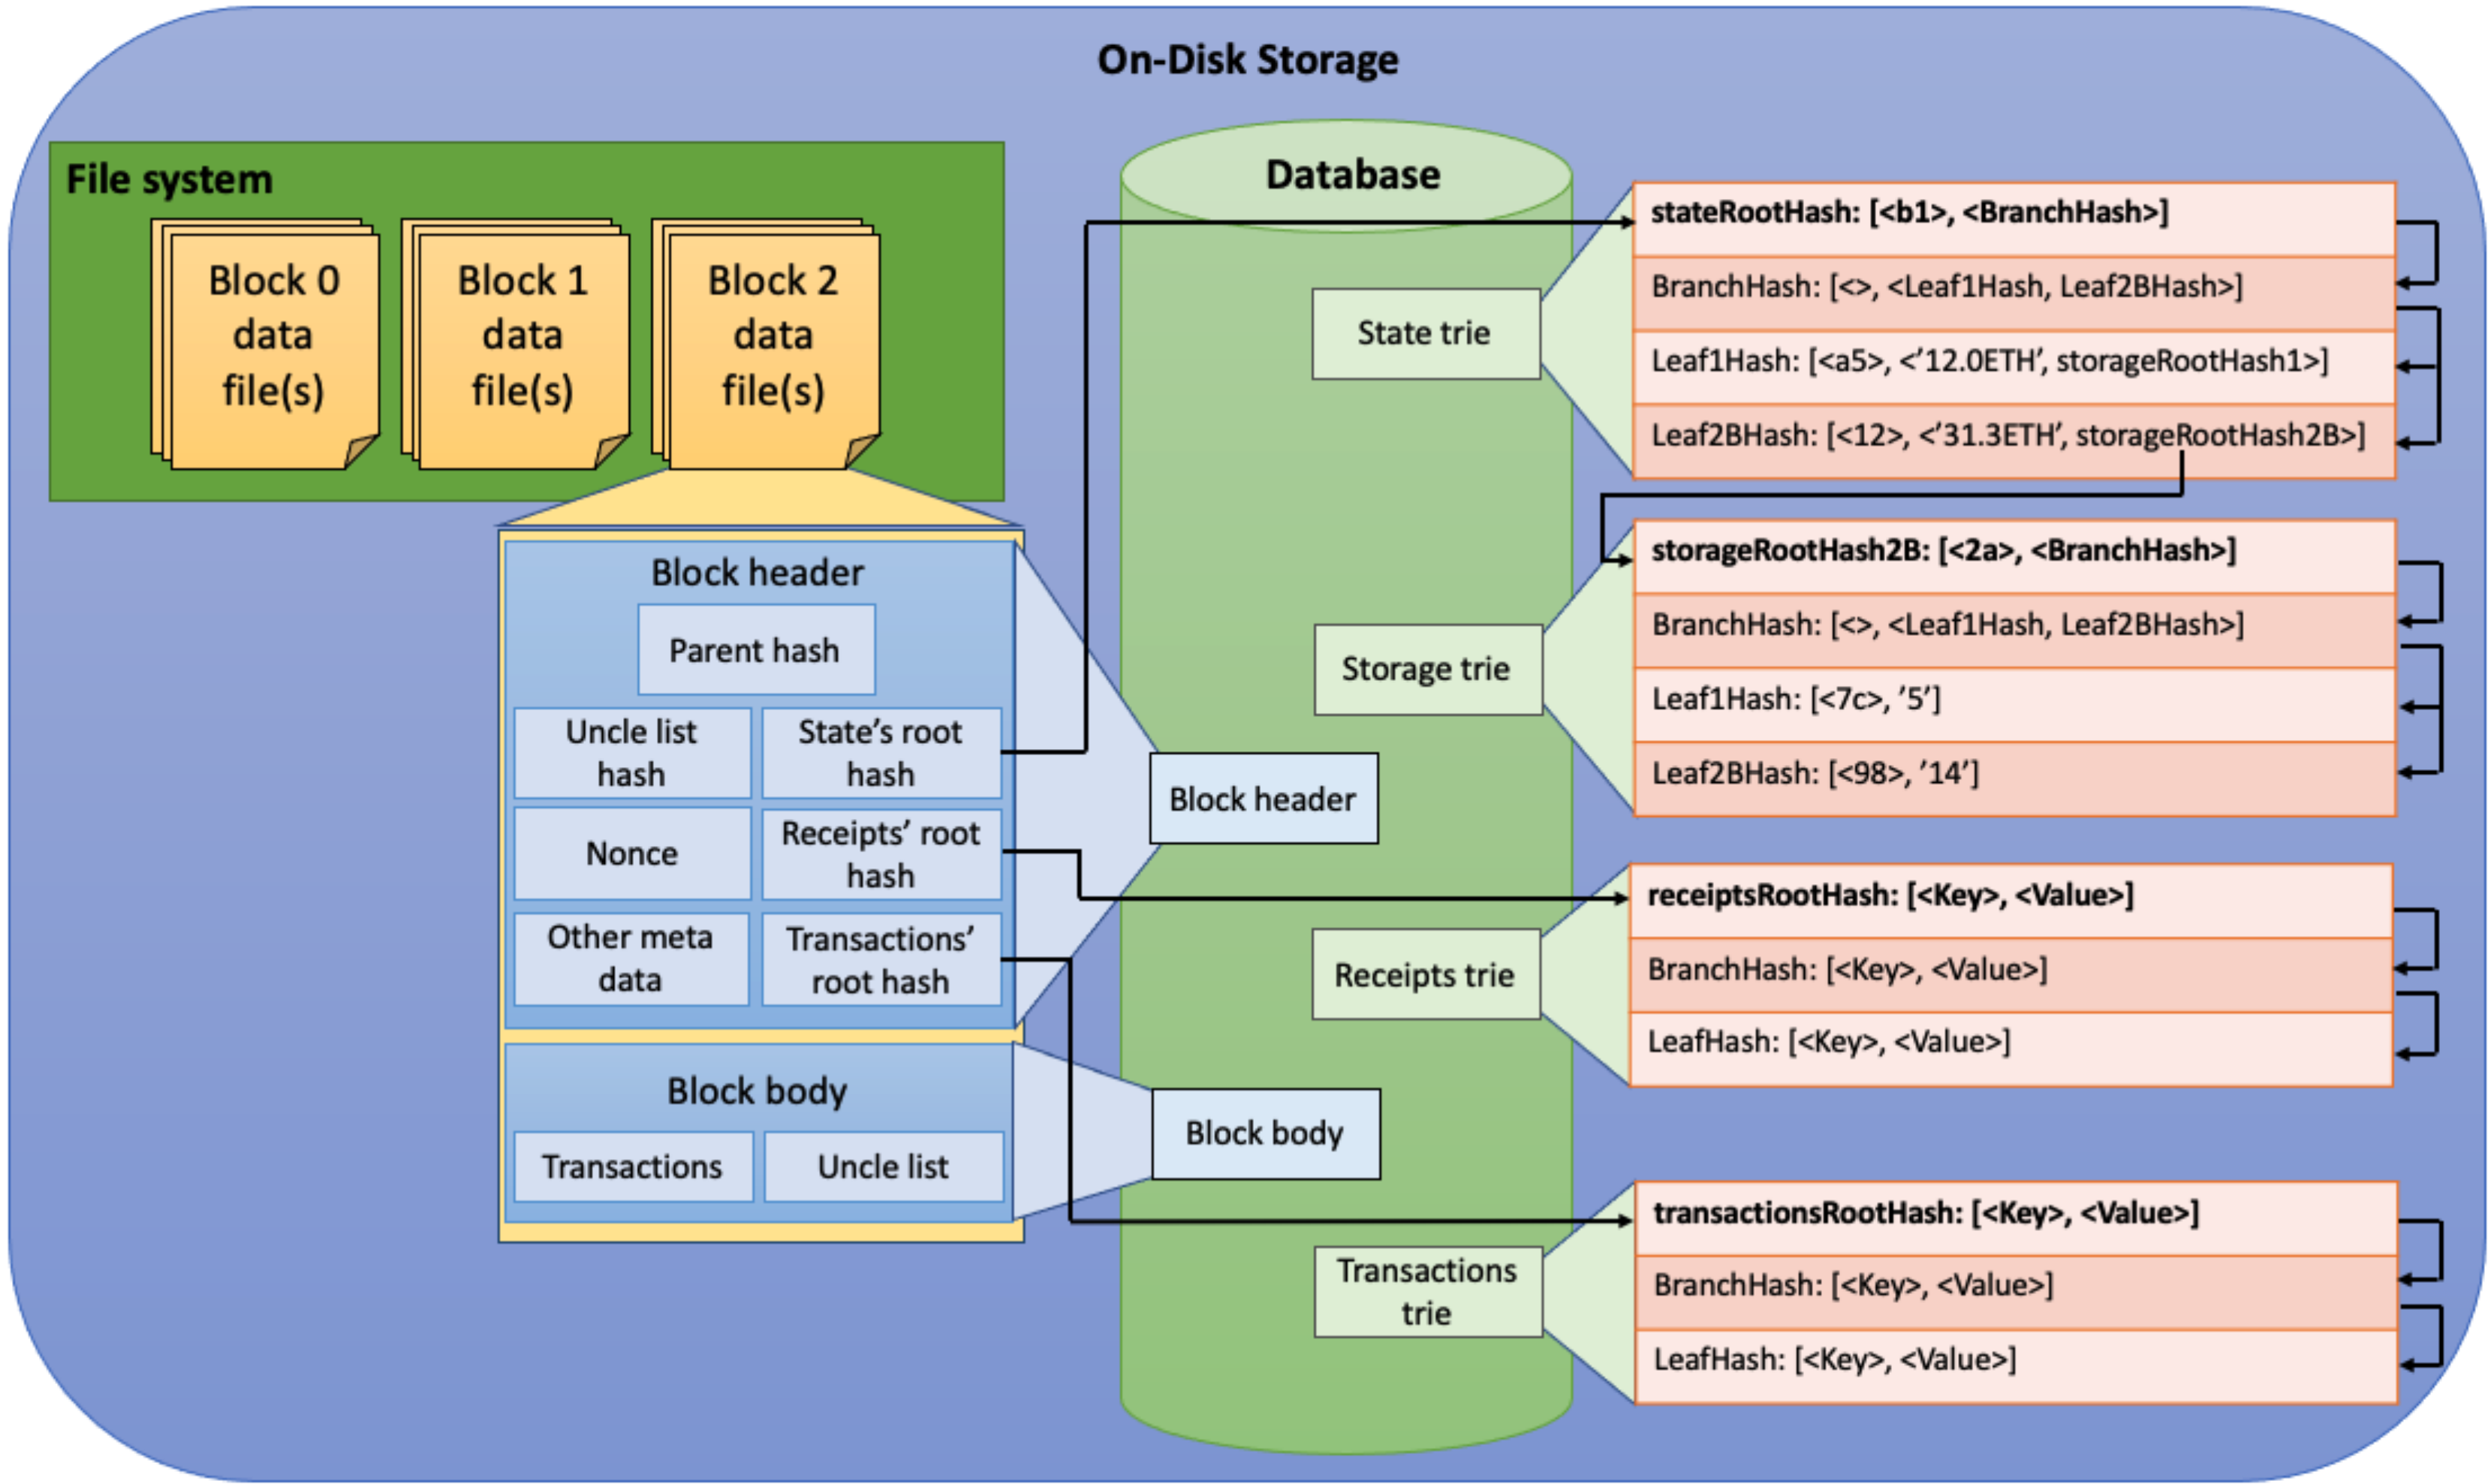 On-Disk Storage
File system
Block 0
data
file(s)
Block 1
data
file(s)
Block 2
data
file(s)
Block header
Parent hash
Uncle list
hash
State’s root
hash
Nonce
Receipts’ root
hash
Other meta
data
Transactions’
root hash
Block body
Transactions
Uncle list
Database
State trie
Storage trie
Block header
Receipts trie
Block body
Transactions
trie
stateRootHash: [<b1>, <BranchHash>]
BranchHash: [<>, <Leaf1Hash, Leaf2BHash>]
Leaf1Hash: [<a5>, <’12.0ETH’, storageRootHash1>]
Leaf2BHash: [<12>, <’31.3ETH’, storageRootHash2B>]
storageRootHash2B: [<2a>, <BranchHash>]
BranchHash: [<>, <Leaf1Hash, Leaf2BHash>]
Leaf1Hash: [<7c>, ’5’]
Leaf2BHash: [<98>, ’14’]
receiptsRootHash: [<Key>, <Value>]
BranchHash: [<Key>, <Value>]
LeafHash: [<Key>, <Value>]
transactionsRootHash: [<Key>, <Value>]
BranchHash: [<Key>, <Value>]
LeafHash: [<Key>, <Value>]